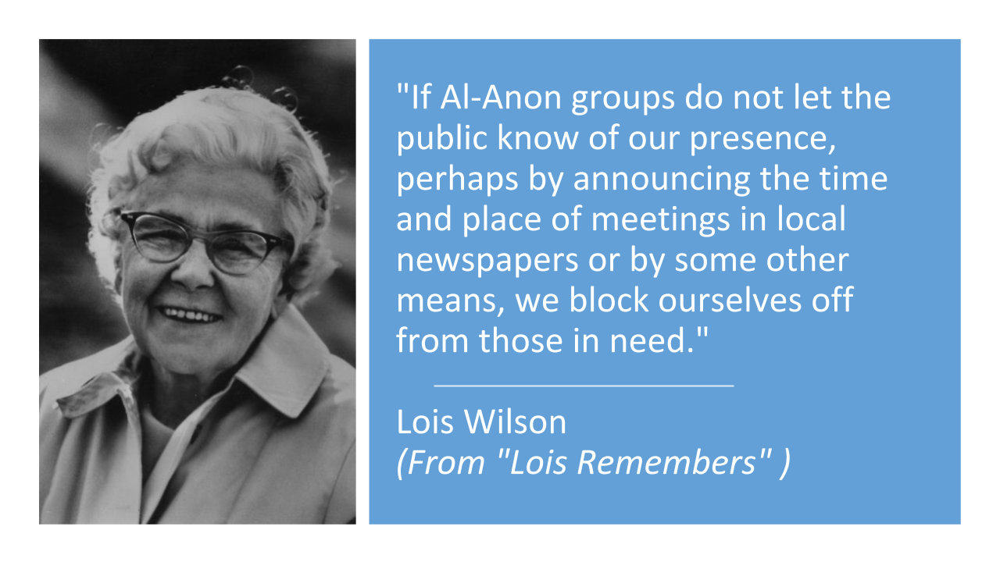 "If Al-Anon groups do not let the
public know of our presence,
perhaps by announcing the time
and place of meetings in local
newspapers or by some other
means, we block ourselves off
from those in need."
Lois Wilson
(From "Lois Remembers" )